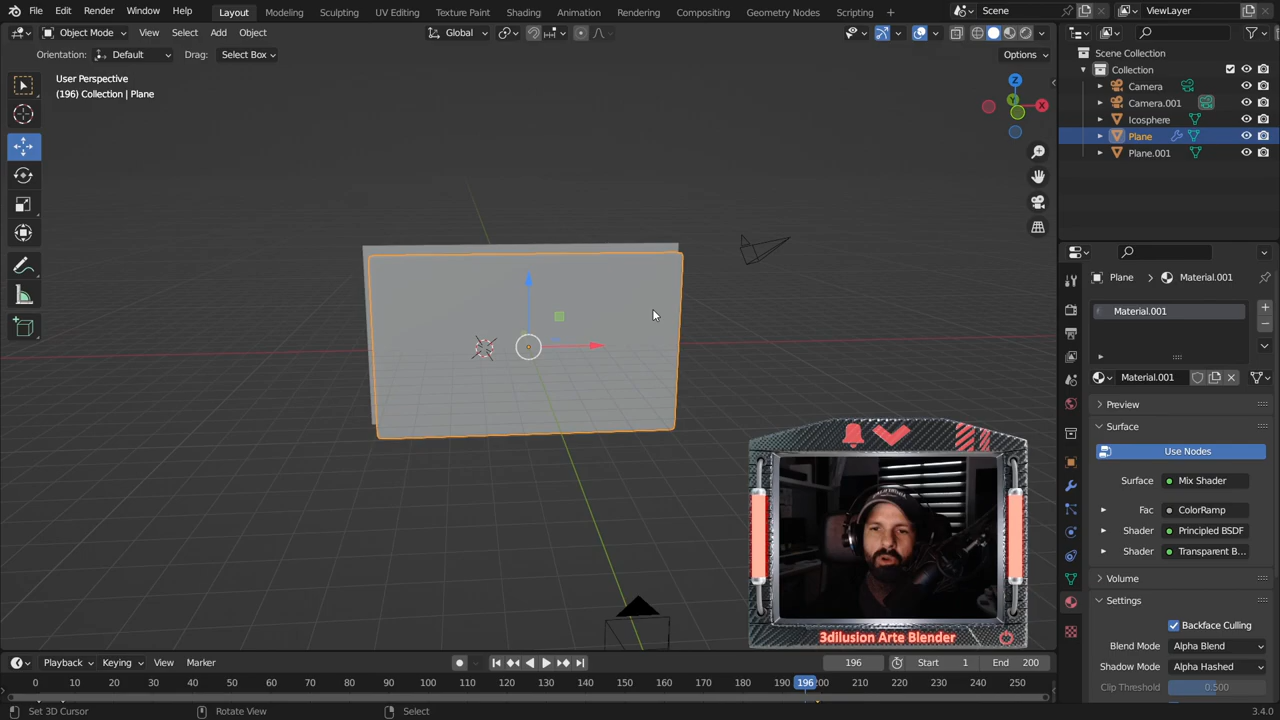 File Edit Render Window Help Layout Modeling Sculpting UV Editing Texture Paint Shading Animation Rendering Compositing Geometry Nodes Scripting Scene ViewLayer
Object Mode View Select Add Object Global
Orientation: Default Drag: Select Box Options
User Perspective
(196) Collection | Plane
Z
Y
X
Scene Collection
Collection
Camera
Camera.001
Icosphere
Plane
Plane.001
Plane Material.001
Material.001
Material.001
Preview
Surface
Use Nodes
Surface Mix Shader
Fac ColorRamp
Shader Principled BSDF
Shader Transparent B...
Volume
Settings
Backface Culling
Blend Mode Alpha Blend
Shadow Mode Alpha Hashed
Clip Threshold 0.500
3dilusion Arte Blender
Playback Keying View Marker 196 Start 1 End 200
0 10 20 30 40 50 60 70 80 90 100 110 120 130 140 150 160 170 180 190 196 200 210 220 230 240 250
Set 3D Cursor Rotate View Select 3.4.0